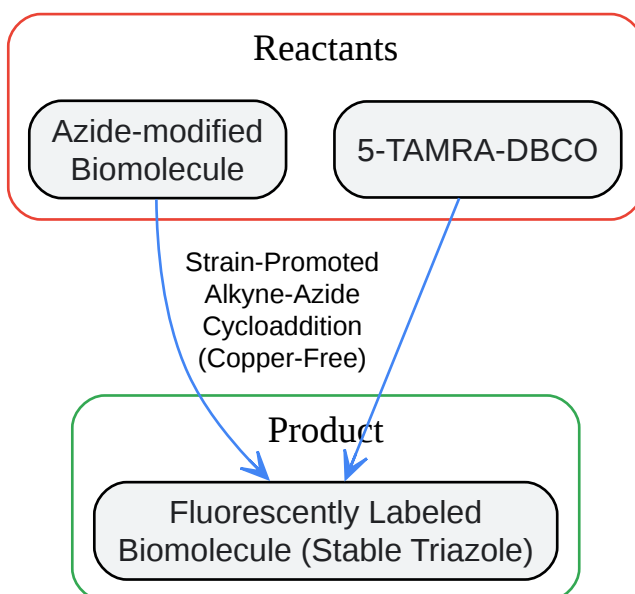 Reactants
Azide-modified
Biomolecule
5-TAMRA-DBCO
Strain-Promoted
Alkyne-Azide
Cycloaddition
(Copper-Free)
Product
Fluorescently Labeled
Biomolecule (Stable Triazole)